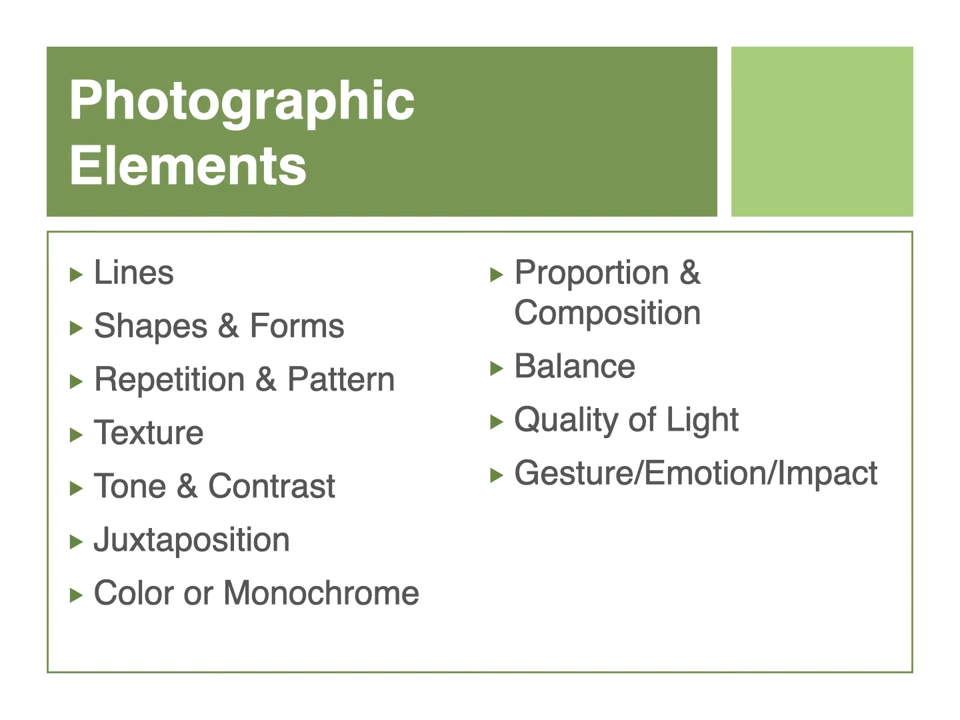 Photographic
Elements
Lines
Shapes & Forms
Repetition & Pattern
Texture
Tone & Contrast
Juxtaposition
Color or Monochrome
Proportion &
Composition
Balance
Quality of Light
Gesture/Emotion/Impact